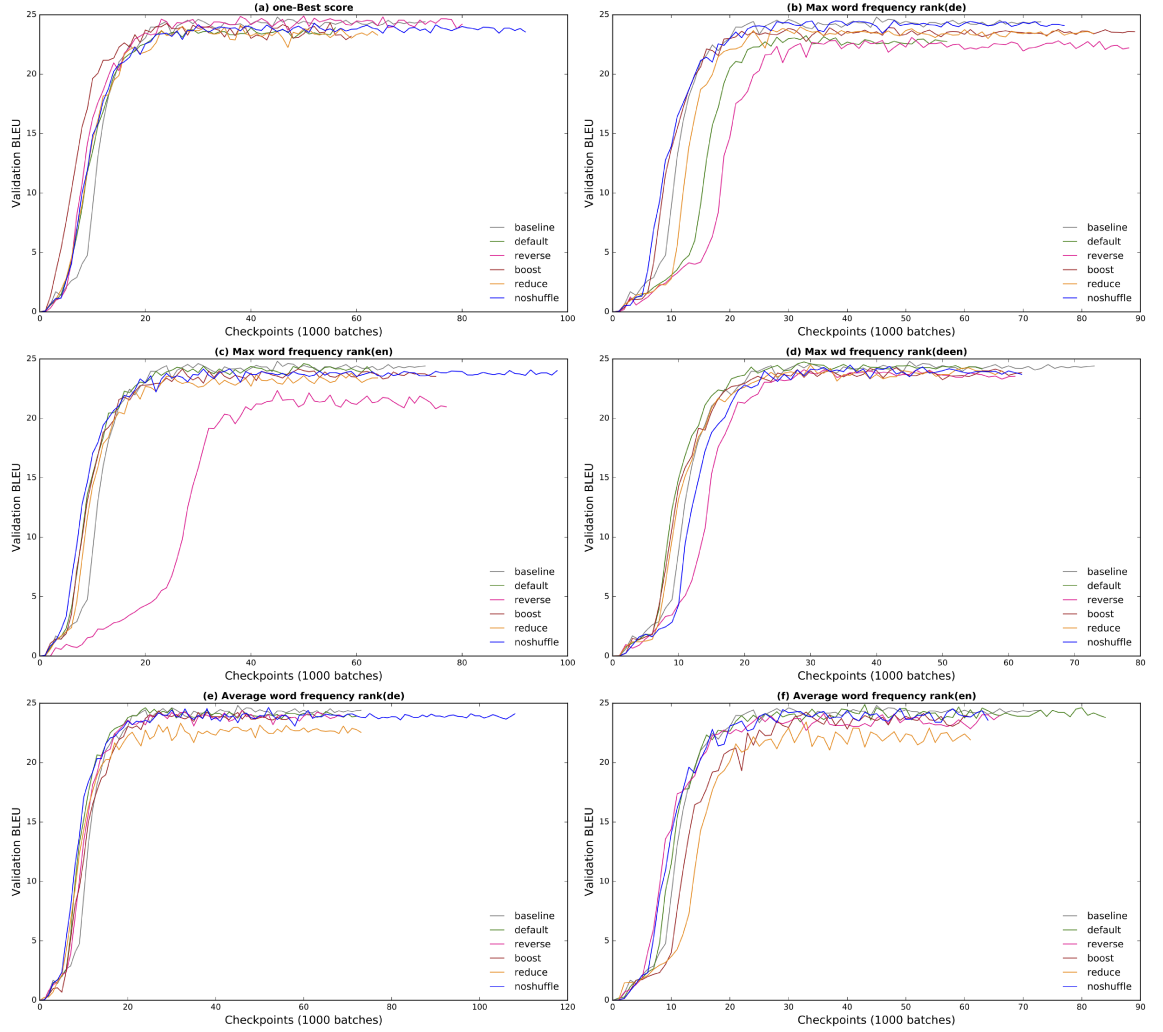 (a) one-Best score
Validation BLEU
25
20
15
10
5
0
0 20 40 60 80 100
Checkpoints (1000 batches)
baseline
default
reverse
boost
reduce
noshuffle
(b) Max word frequency rank(de)
Validation BLEU
25
20
15
10
5
0
0 10 20 30 40 50 60 70 80 90
Checkpoints (1000 batches)
baseline
default
reverse
boost
reduce
noshuffle
(c) Max word frequency rank(en)
Validation BLEU
25
20
15
10
5
0
0 20 40 60 80 100
Checkpoints (1000 batches)
baseline
default
reverse
boost
reduce
noshuffle
(d) Max wd frequency rank(deen)
Validation BLEU
25
20
15
10
5
0
0 10 20 30 40 50 60 70 80
Checkpoints (1000 batches)
baseline
default
reverse
boost
reduce
noshuffle
(e) Average word frequency rank(de)
Validation BLEU
25
20
15
10
5
0
0 20 40 60 80 100 120
Checkpoints (1000 batches)
baseline
default
reverse
boost
reduce
noshuffle
(f) Average word frequency rank(en)
Validation BLEU
25
20
15
10
5
0
0 10 20 30 40 50 60 70 80 90
Checkpoints (1000 batches)
baseline
default
reverse
boost
reduce
noshuffle